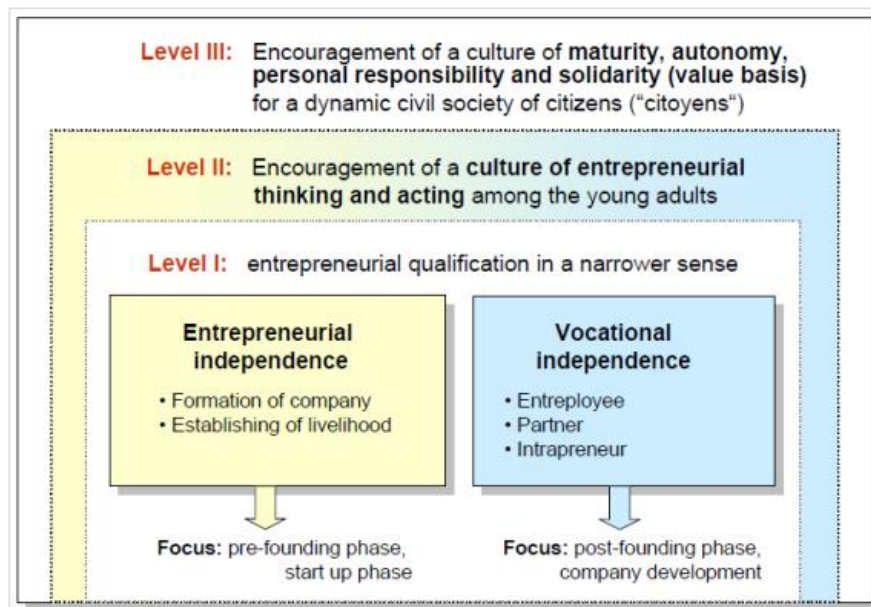 Level III: Encouragement of a culture of maturity, autonomy,
personal responsibility and solidarity (value basis)
for a dynamic civil society of citizens ("citoyens“)
Level II: Encouragement of a culture of entrepreneurial
thinking and acting among the young adults
Level I: entrepreneurial qualification in a narrower sense
Entrepreneurial
independence
• Formation of company
• Establishing of livelihood
Vocational
independence
• Entreployee
• Partner
• Intrapreneur
Focus: pre-founding phase,
start up phase
Focus: post-founding phase,
company development